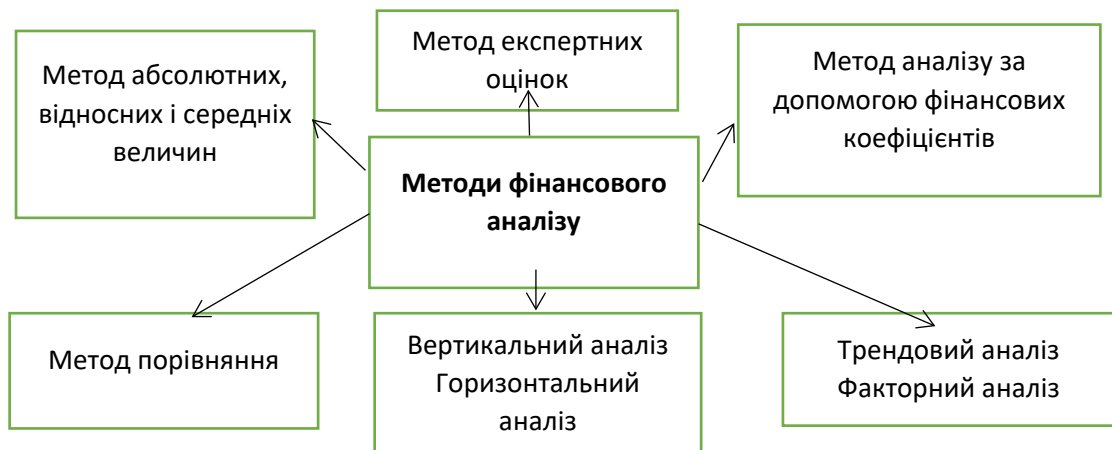 Метод абсолютних,
відносних і середніх
величин
Метод експертних
оцінок
Метод аналізу за
допомогою фінансових
коефіцієнтів
Методи фінансового
аналізу
Метод порівняння
Вертикальний аналіз
Горизонтальний
аналіз
Трендовий аналіз
Факторний аналіз